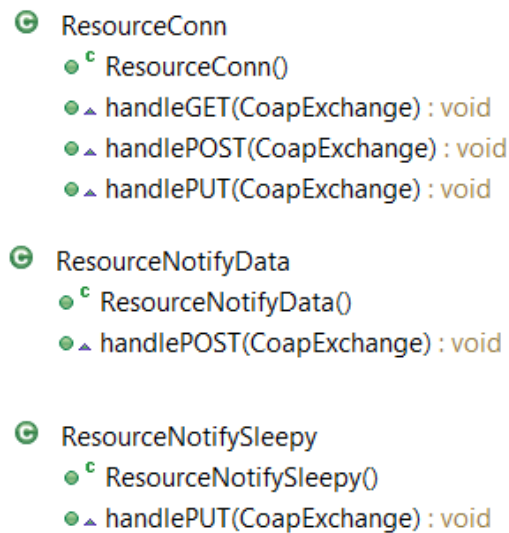 ResourceConn
c ResourceConn()
handleGET(CoapExchange) : void
handlePOST(CoapExchange) : void
handlePUT(CoapExchange) : void
ResourceNotifyData
c ResourceNotifyData()
handlePOST(CoapExchange) : void
ResourceNotifySleepy
c ResourceNotifySleepy()
handlePUT(CoapExchange) : void